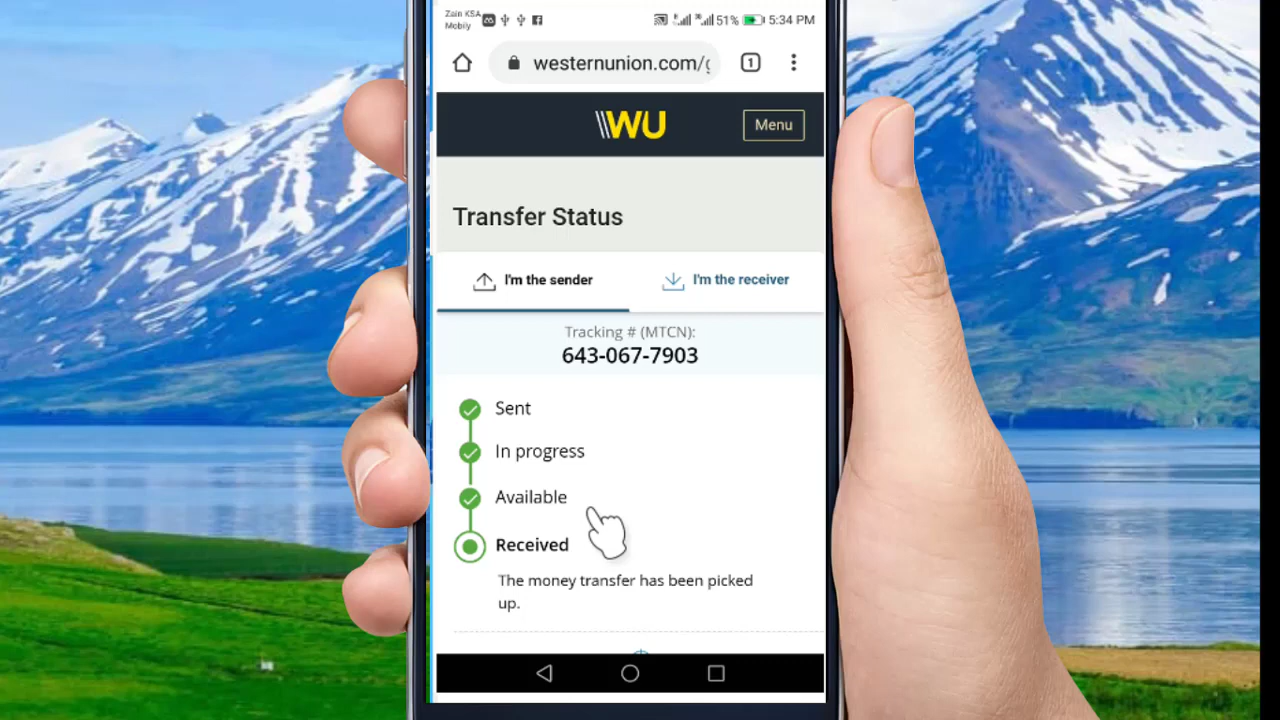 Zain KSA
Mobily
51% 5:34 PM
westernunion.com/g
1
WU
Menu
Transfer Status
I'm the sender
I'm the receiver
Tracking # (MTCN):
643-067-7903
Sent
In progress
Available
Received
The money transfer has been picked
up.